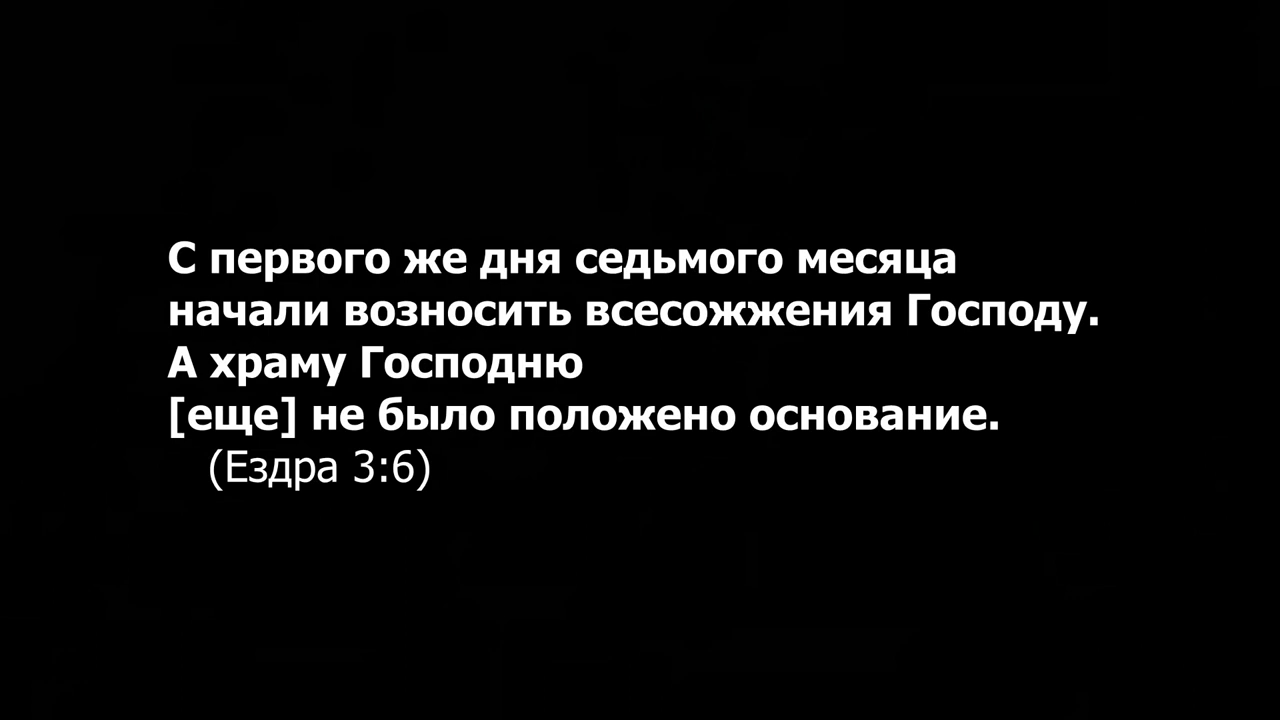 С первого же дня седьмого месяца
начали возносить всесожжения Господу.
А храму Господню
[еще] не было положено основание.
(Ездра 3:6)